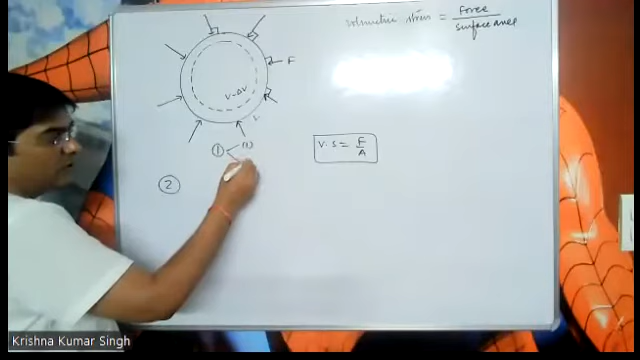 volumetric stress = force / surface area
F
V-ΔV
V.S = F / A
①
②
Krishna Kumar Singh